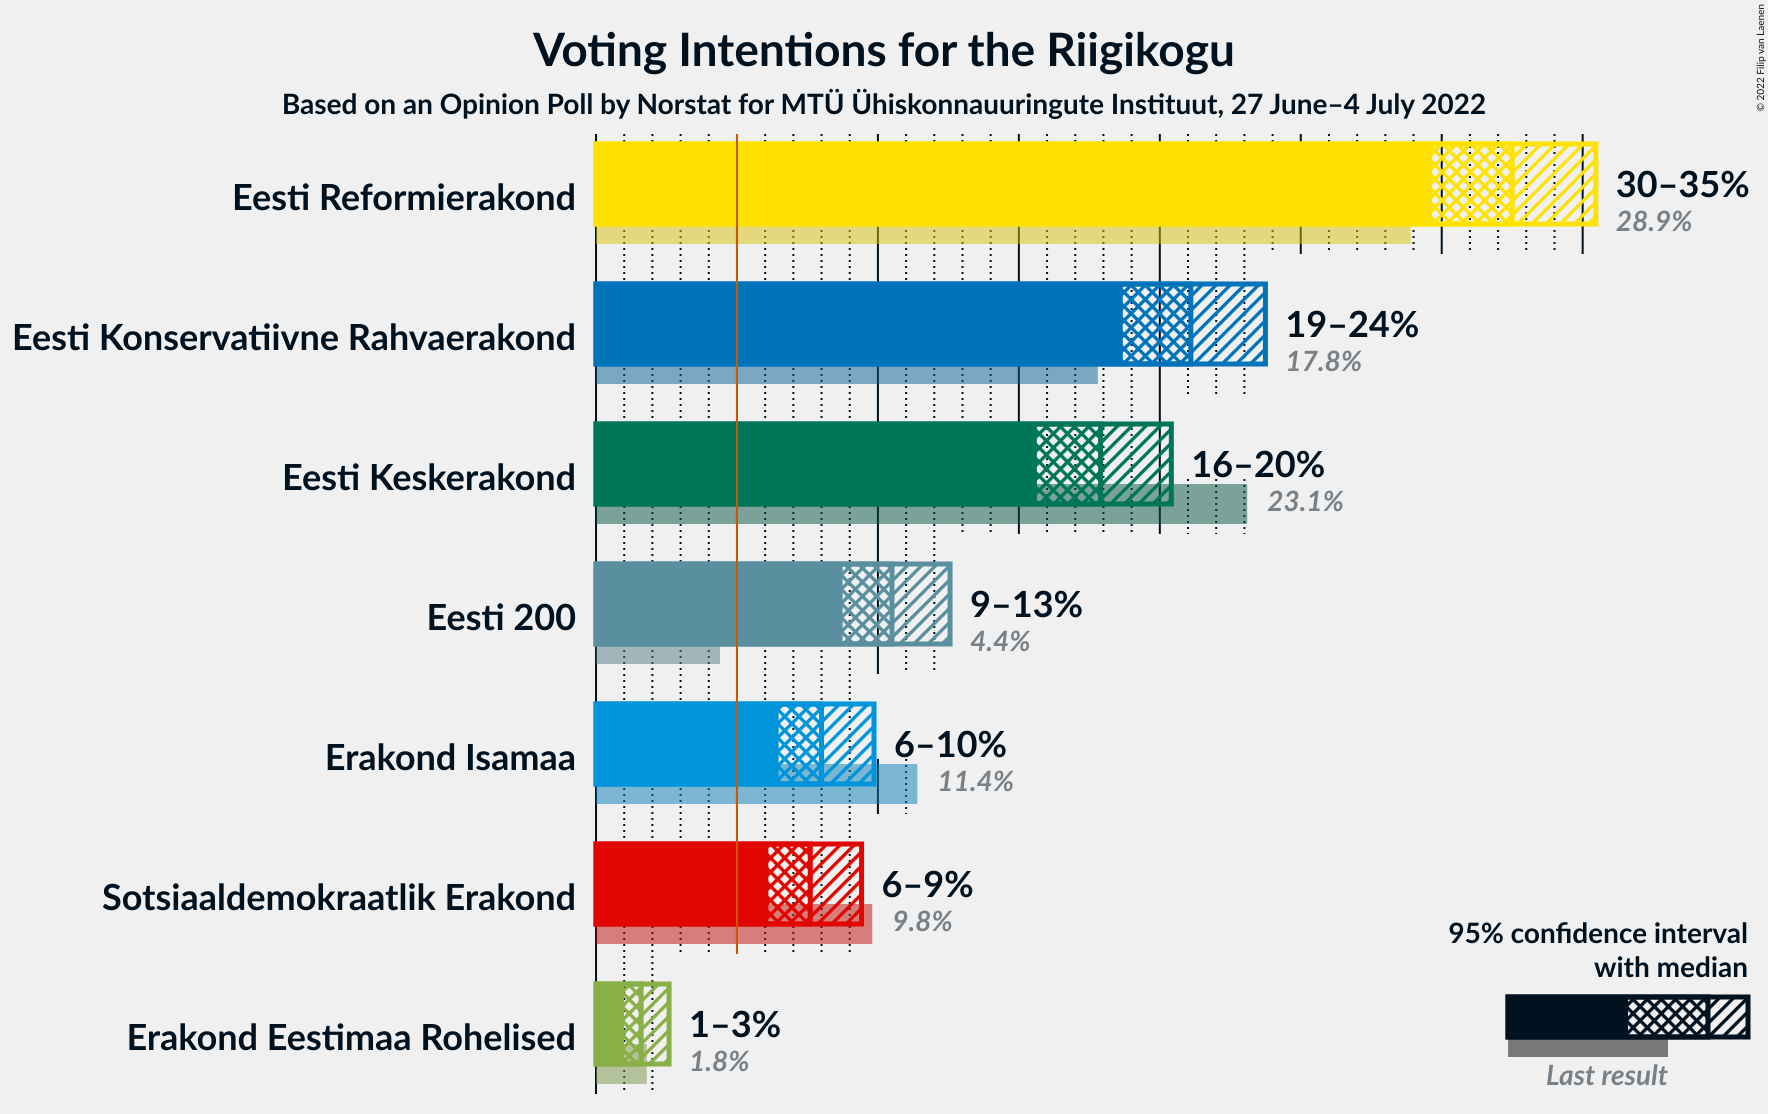 Voting Intentions for the Riigikogu
Based on an Opinion Poll by Norstat for MTÜ Ühiskonnauuringute Instituut, 27 June–4 July 2022
© 2022 Filip van Laenen
Eesti Reformierakond
30–35%
28.9%
Eesti Konservatiivne Rahvaerakond
19–24%
17.8%
Eesti Keskerakond
16–20%
23.1%
Eesti 200
9–13%
4.4%
Erakond Isamaa
6–10%
11.4%
Sotsiaaldemokraatlik Erakond
6–9%
9.8%
Erakond Eestimaa Rohelised
1–3%
1.8%
95% confidence interval
with median
Last result